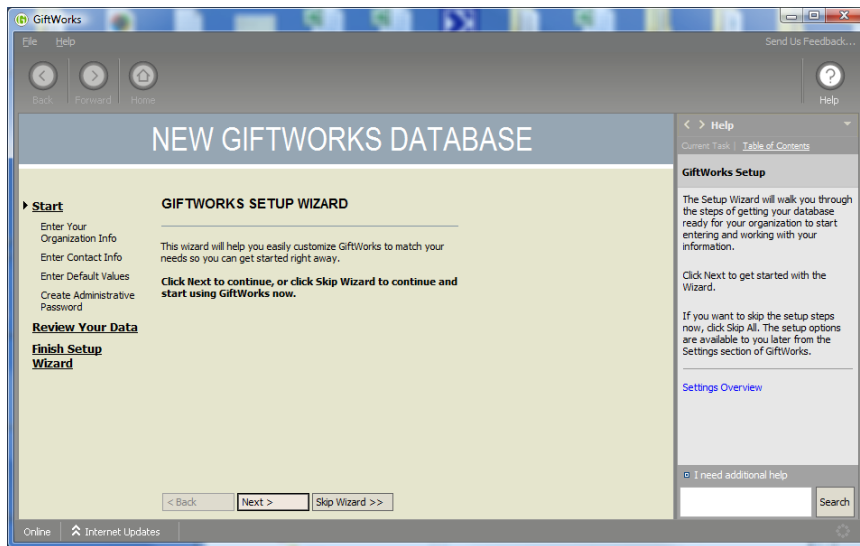 GiftWorks
File Help
Send Us Feedback...
Back Forward Home
Help
NEW GIFTWORKS DATABASE
Start
Enter Your
Organization Info
Enter Contact Info
Enter Default Values
Create Administrative
Password
Review Your Data
Finish Setup
Wizard
GIFTWORKS SETUP WIZARD
This wizard will help you easily customize GiftWorks to match your
needs so you can get started right away.
Click Next to continue, or click Skip Wizard to continue and
start using GiftWorks now.
< Back Next > Skip Wizard >>
< > Help
Current Task | Table of Contents
GiftWorks Setup
The Setup Wizard will walk you through
the steps of getting your database
ready for your organization to start
entering and working with your
information.
Click Next to get started with the
Wizard.
If you want to skip the setup steps
now, click Skip All. The setup options
are available to you later from the
Settings section of GiftWorks.
Settings Overview
I need additional help
Search
Online Internet Updates